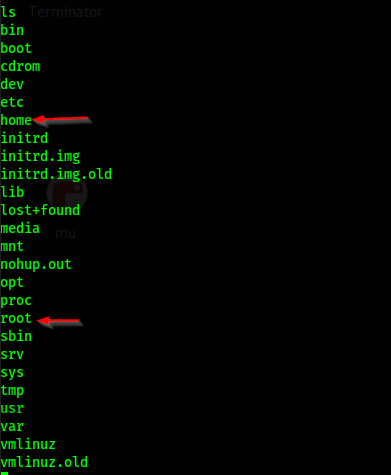 ls Terminator
bin
boot
cdrom
dev
etc
home
initrd
initrd.img
initrd.img.old
lib
lost+found
media
mu
mnt
nohup.out
opt
proc
root
sbin
srv
sys
tmp
usr
var
vmlinuz
vmlinuz.old